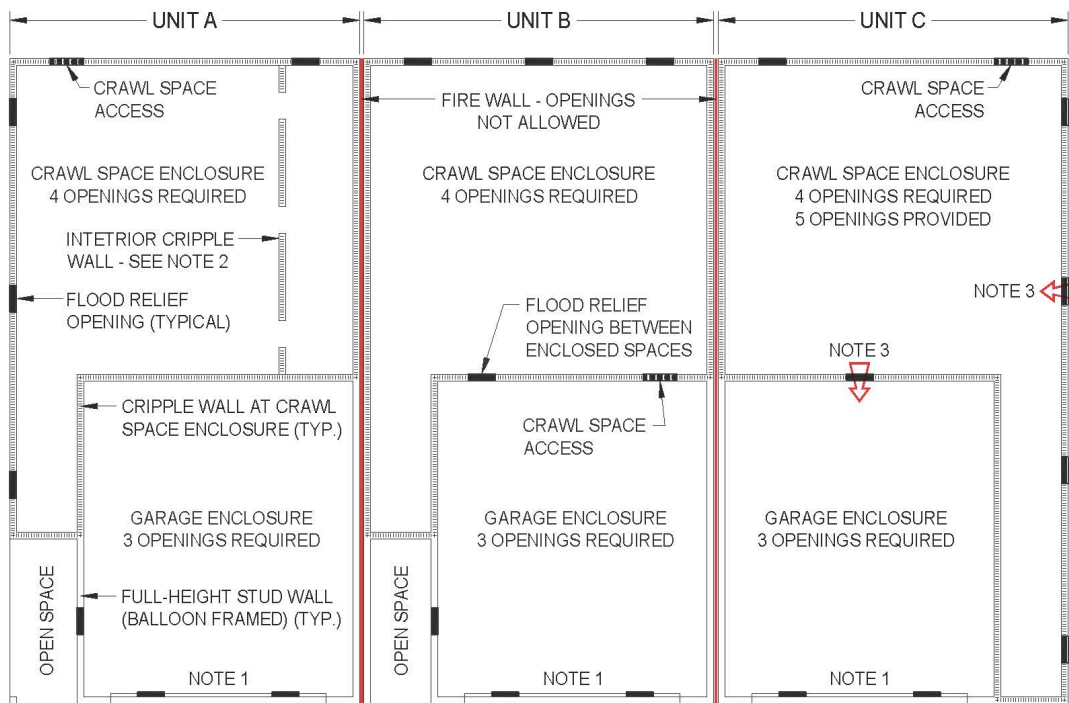 UNIT A
UNIT B
UNIT C
CRAWL SPACE
ACCESS
FIRE WALL - OPENINGS
NOT ALLOWED
CRAWL SPACE
ACCESS
CRAWL SPACE ENCLOSURE
4 OPENINGS REQUIRED
CRAWL SPACE ENCLOSURE
4 OPENINGS REQUIRED
CRAWL SPACE ENCLOSURE
4 OPENINGS REQUIRED
5 OPENINGS PROVIDED
INTETRIOR CRIPPLE
WALL - SEE NOTE 2
FLOOD RELIEF
OPENING (TYPICAL)
FLOOD RELIEF
OPENING BETWEEN
ENCLOSED SPACES
NOTE 3
NOTE 3
CRIPPLE WALL AT CRAWL
SPACE ENCLOSURE (TYP.)
CRAWL SPACE
ACCESS
GARAGE ENCLOSURE
3 OPENINGS REQUIRED
GARAGE ENCLOSURE
3 OPENINGS REQUIRED
GARAGE ENCLOSURE
3 OPENINGS REQUIRED
OPEN SPACE
FULL-HEIGHT STUD WALL
(BALLOON FRAMED) (TYP.)
OPEN SPACE
NOTE 1
NOTE 1
NOTE 1